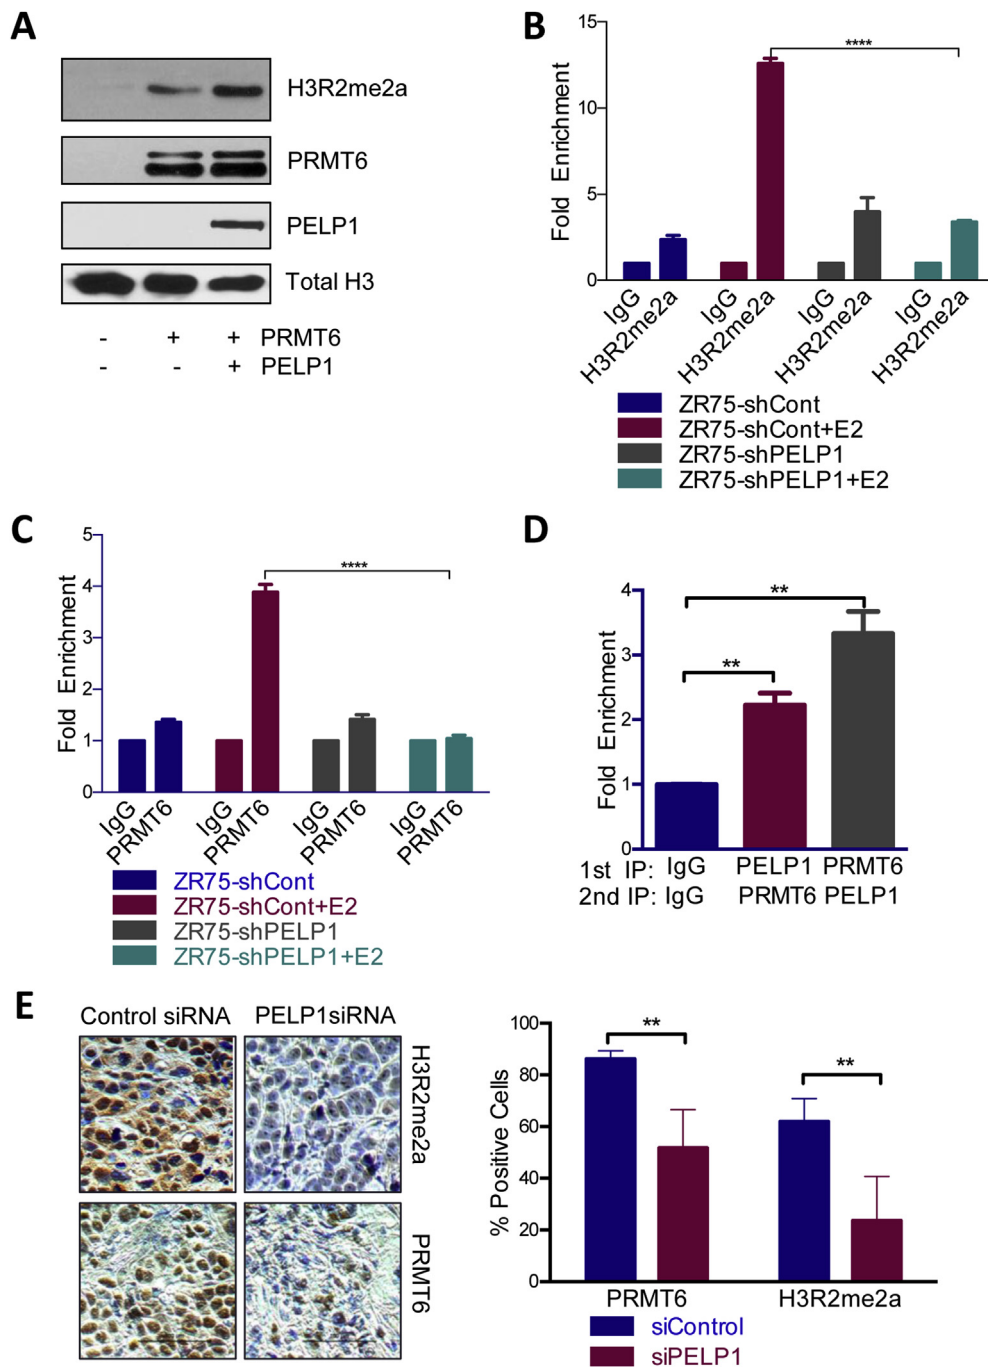 A
H3R2me2a
PRMT6
PELP1
Total H3
- + + PRMT6
- - + PELP1
B
Fold Enrichment
15
10
5
0
****
IgG
H3R2me2a
IgG
H3R2me2a
IgG
H3R2me2a
IgG
H3R2me2a
ZR75-shCont
ZR75-shCont+E2
ZR75-shPELP1
ZR75-shPELP1+E2
C
Fold Enrichment
5
4
3
2
1
0
****
IgG
PRMT6
IgG
PRMT6
IgG
PRMT6
IgG
PRMT6
ZR75-shCont
ZR75-shCont+E2
ZR75-shPELP1
ZR75-shPELP1+E2
D
Fold Enrichment
4
3
2
1
0
**
**
1st IP: IgG PELP1 PRMT6
2nd IP: IgG PRMT6 PELP1
E
Control siRNA PELP1siRNA
H3R2me2a
PRMT6
% Positive Cells
100
80
60
40
20
0
**
**
PRMT6 H3R2me2a
siControl
siPELP1